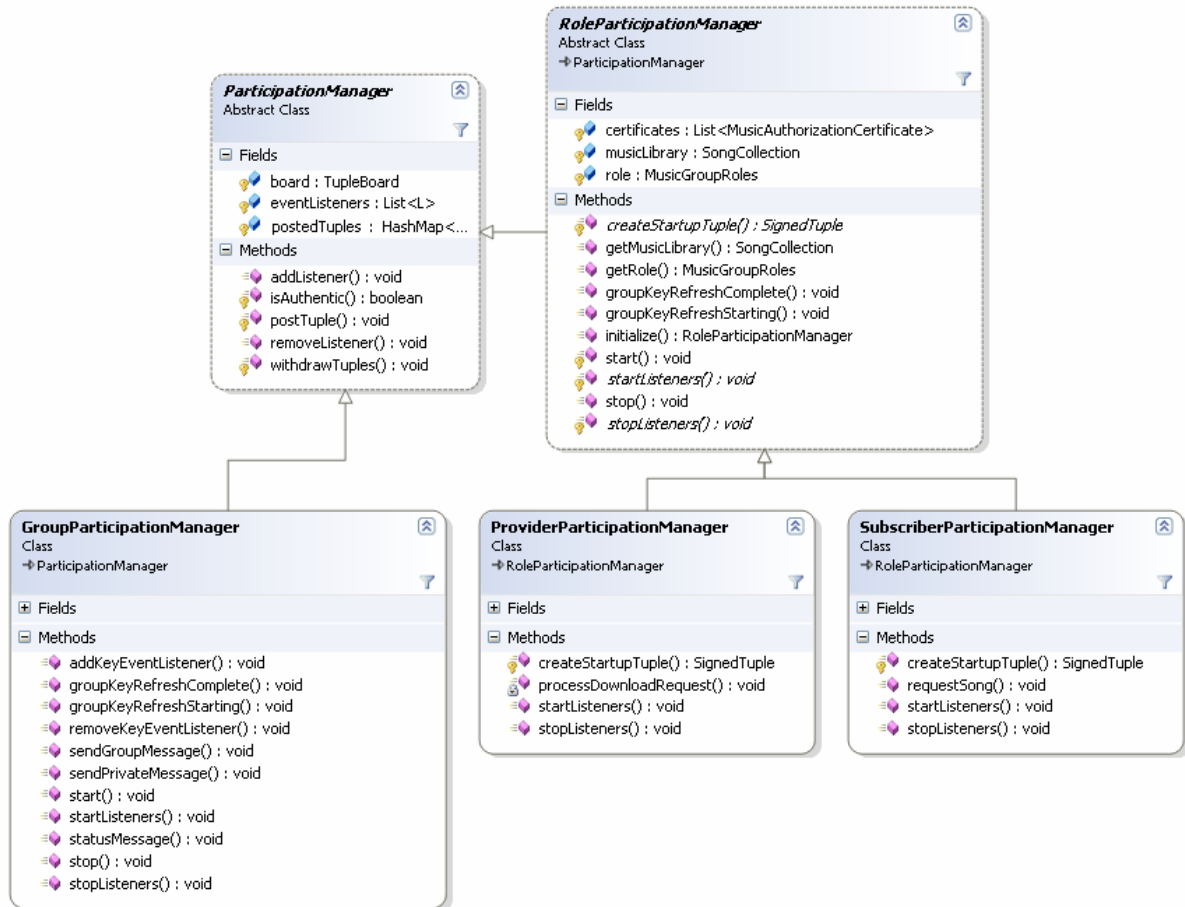 RoleParticipationManager
Abstract Class
ParticipationManager
Fields
certificates : List<MusicAuthorizationCertificate>
musicLibrary : SongCollection
role : MusicGroupRoles
Methods
createStartupTuple() : SignedTuple
getMusicLibrary() : SongCollection
getRole() : MusicGroupRoles
groupKeyRefreshComplete() : void
groupKeyRefreshStarting() : void
initialize() : RoleParticipationManager
start() : void
startListeners() : void
stop() : void
stopListeners() : void
ParticipationManager
Abstract Class
Fields
board : TupleBoard
eventListeners : List<L>
postedTuples : HashMap<...
Methods
addListener() : void
isAuthentic() : boolean
postTuple() : void
removeListener() : void
withdrawTuples() : void
GroupParticipationManager
Class
ParticipationManager
Fields
Methods
addKeyEventListener() : void
groupKeyRefreshComplete() : void
groupKeyRefreshStarting() : void
removeKeyEventListener() : void
sendGroupMessage() : void
sendPrivateMessage() : void
start() : void
startListeners() : void
statusMessage() : void
stop() : void
stopListeners() : void
ProviderParticipationManager
Class
RoleParticipationManager
Fields
Methods
createStartupTuple() : SignedTuple
processDownloadRequest() : void
startListeners() : void
stopListeners() : void
SubscriberParticipationManager
Class
RoleParticipationManager
Fields
Methods
createStartupTuple() : SignedTuple
requestSong() : void
startListeners() : void
stopListeners() : void